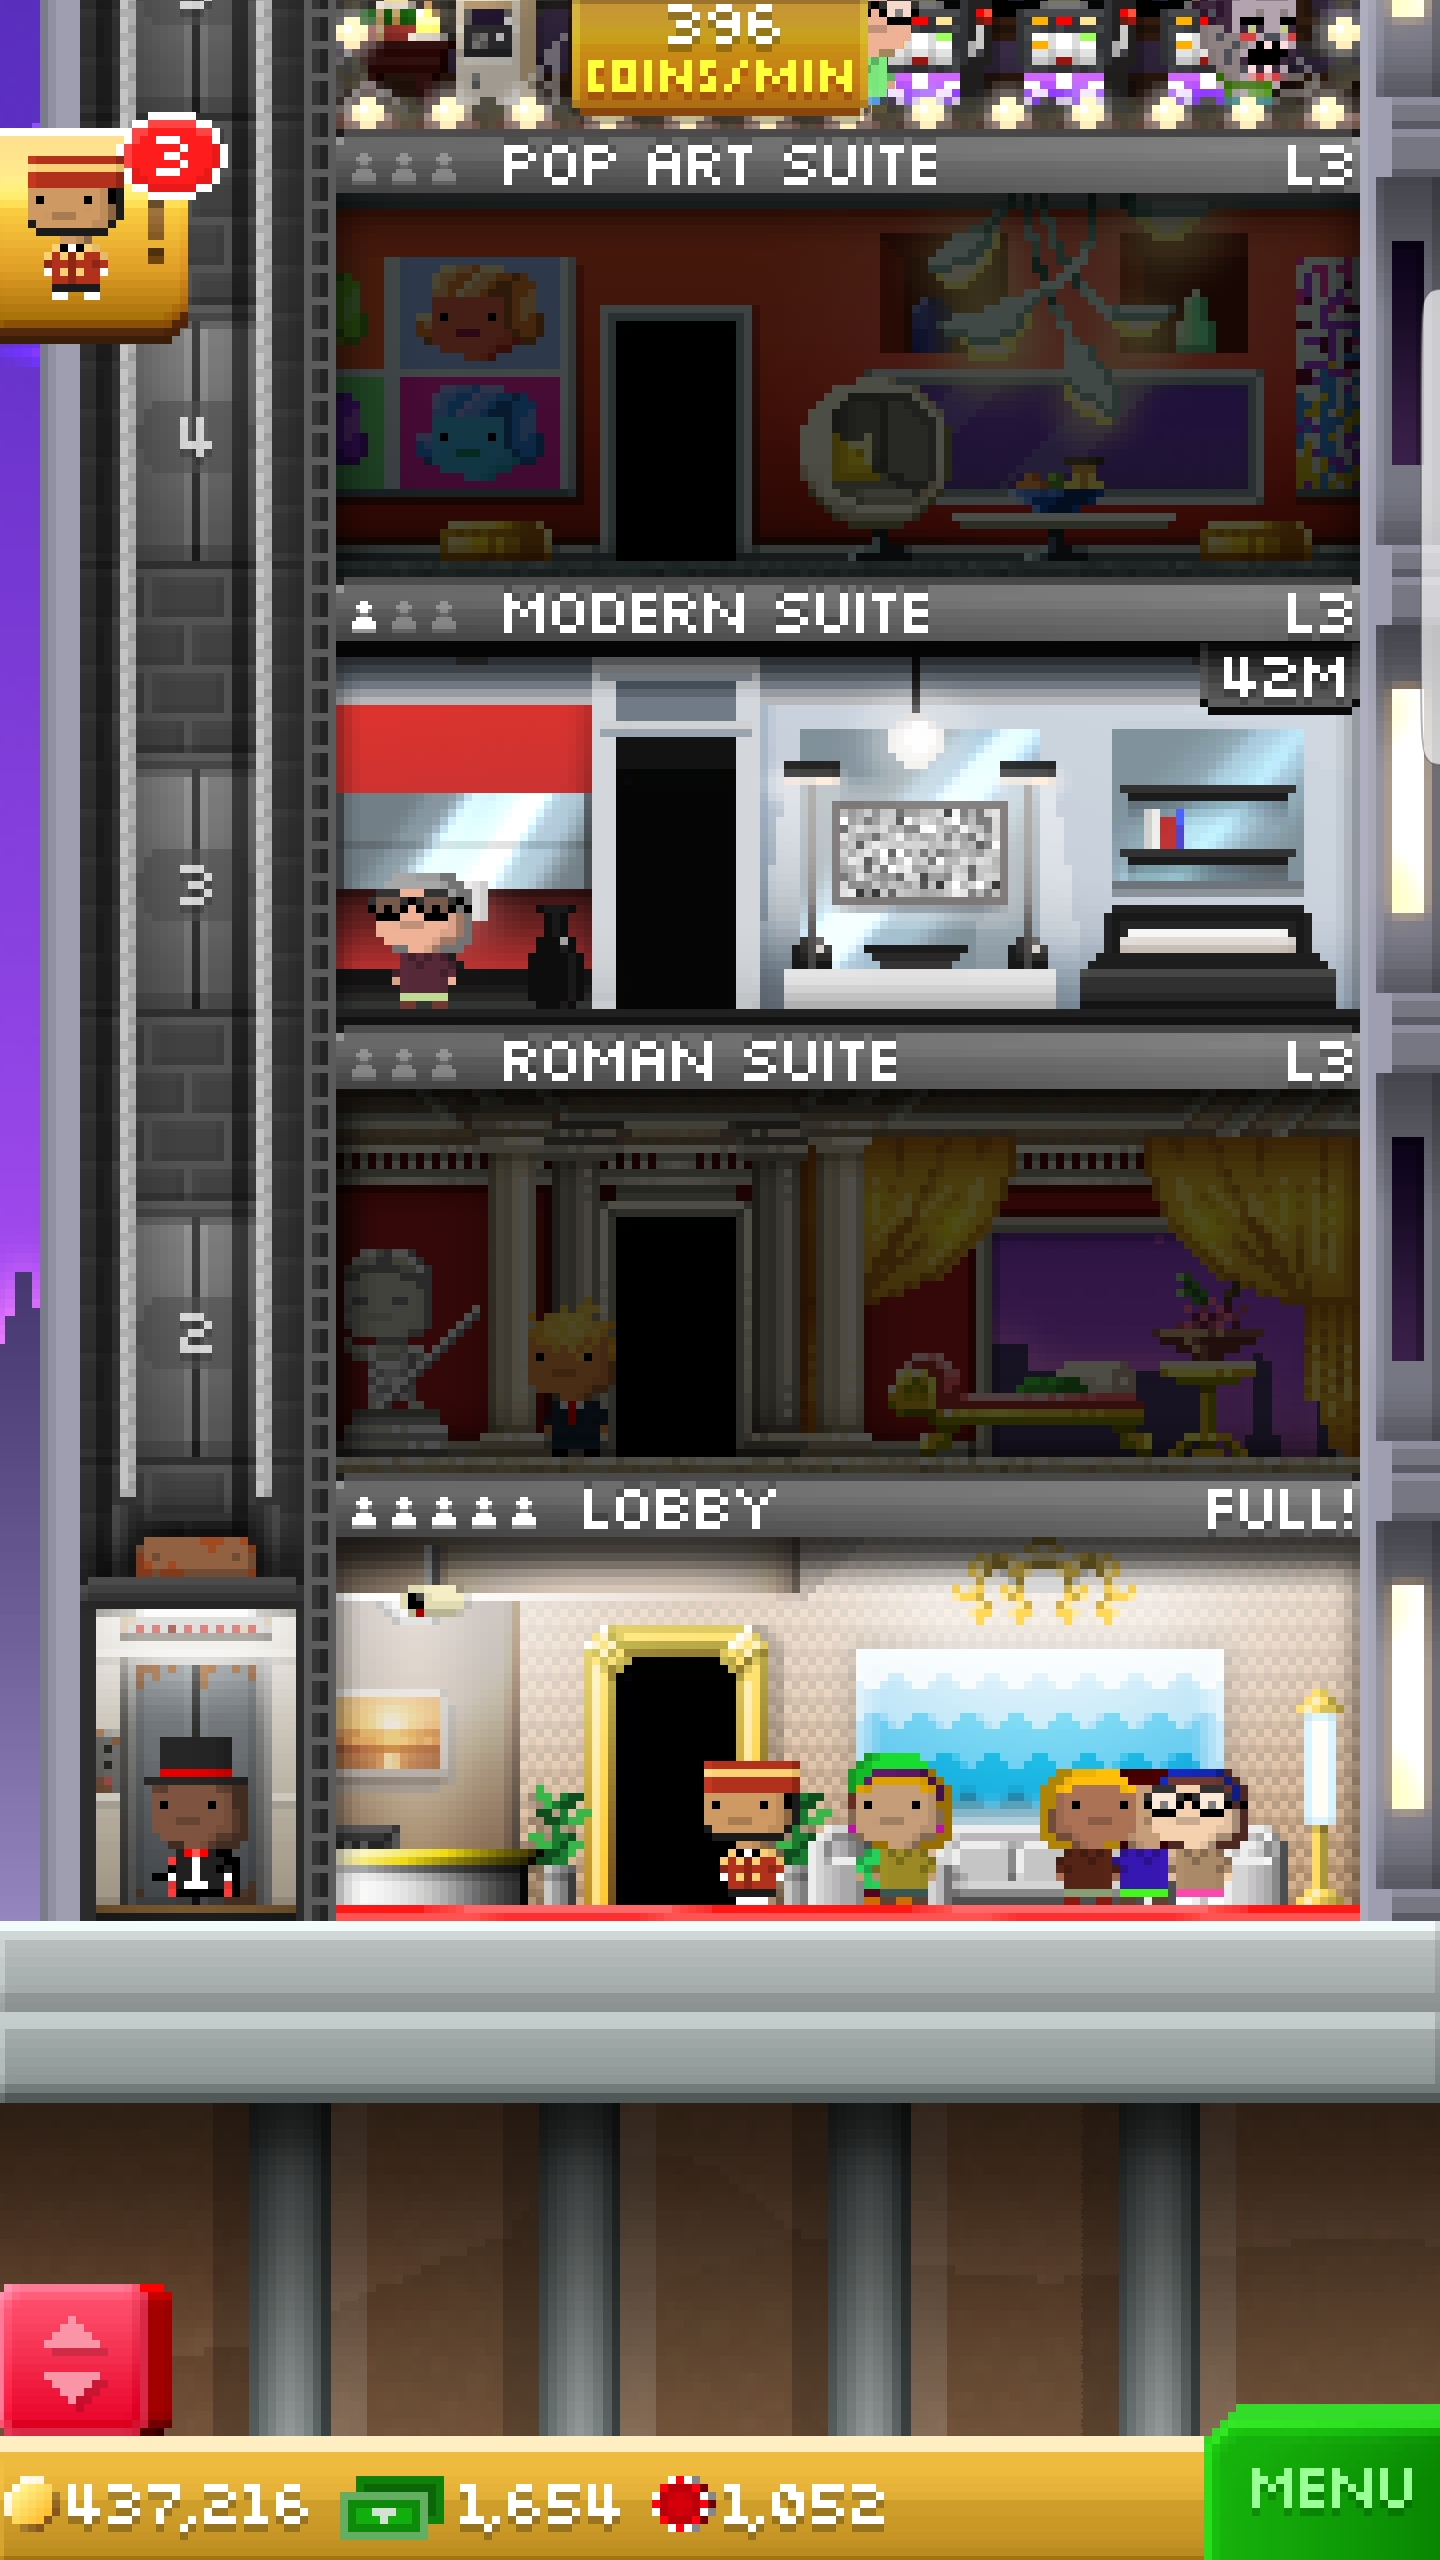 396
COINS/MIN
3
POP ART SUITE L3
4
MODERN SUITE L3
42M
3
ROMAN SUITE L3
2
LOBBY FULL!
437,216 1,654 1,052
MENU